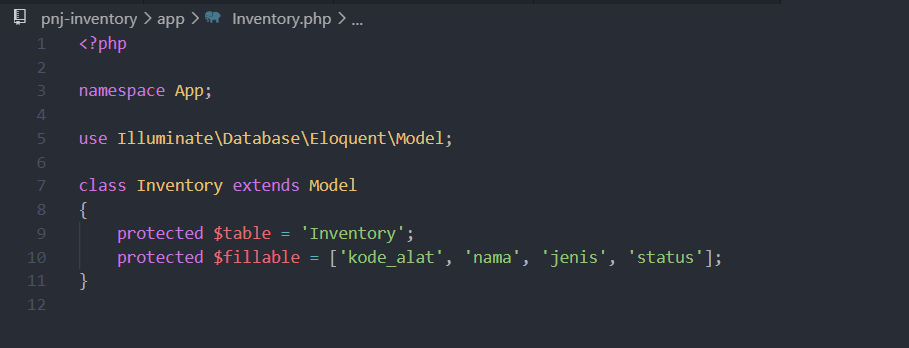 pnj-inventory > app > Inventory.php > ...
1 <?php
2
3 namespace App;
4
5 use Illuminate\Database\Eloquent\Model;
6
7 class Inventory extends Model
8 {
9 protected $table = 'Inventory';
10 protected $fillable = ['kode_alat', 'nama', 'jenis', 'status'];
11 }
12